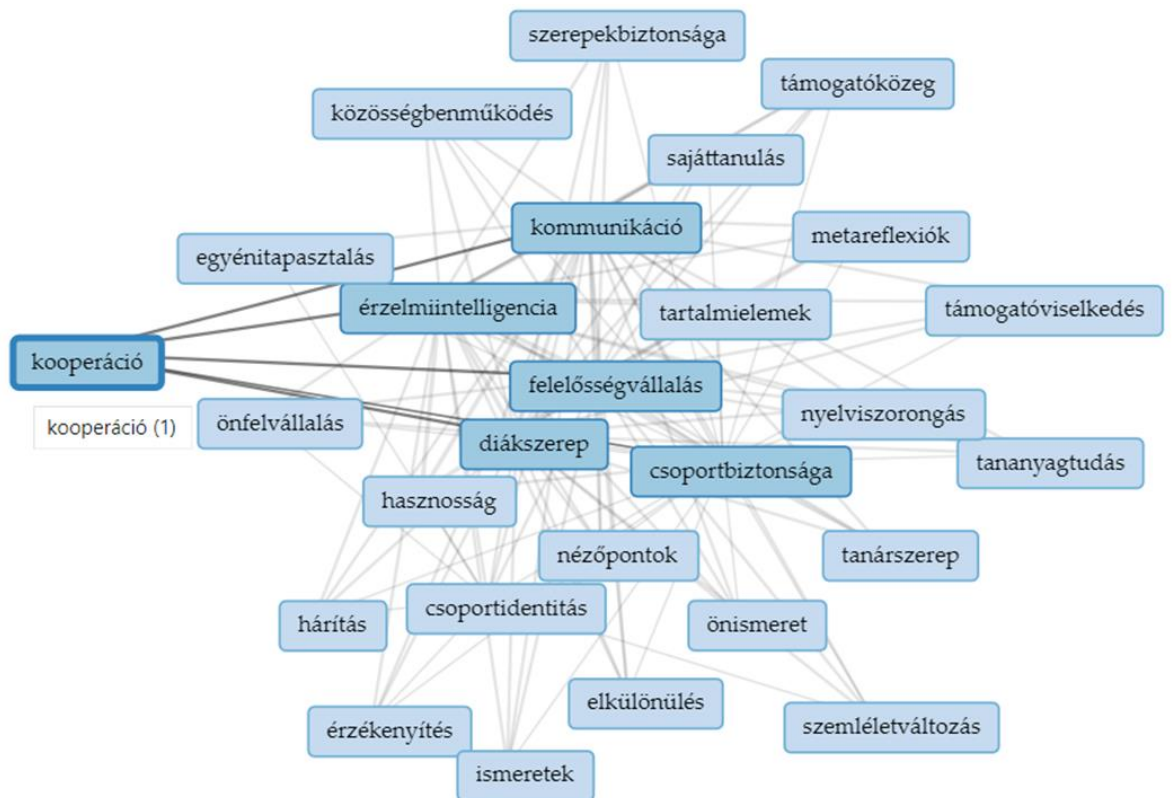 szerepekbiztonsága
támogatóközeg
közösségbenműködés
sajáttanulás
kommunikáció
metareflexiók
egyénitapasztalás
érzelmiintelligencia
tartalmielemek
támogatóviselkedés
kooperáció
felelősségvállalás
kooperáció (1)
önfelvállalás
nyelviszorongás
diákszerep
csoportbiztonsága
tananyagtudás
hasznosság
nézőpontok
tanárszerep
csoportidentitás
hárítás
önismeret
elkülönülés
érzékenyítés
szemléletváltozás
ismeretek